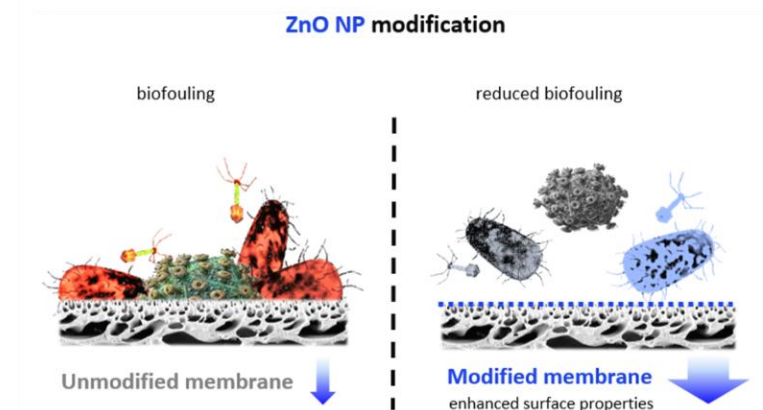 ZnO NP modification
biofouling
reduced biofouling
Unmodified membrane
Modified membrane
enhanced surface properties